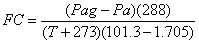 FC = (Pag - Pa)(288) / (T + 273)(101.3 - 1.705)